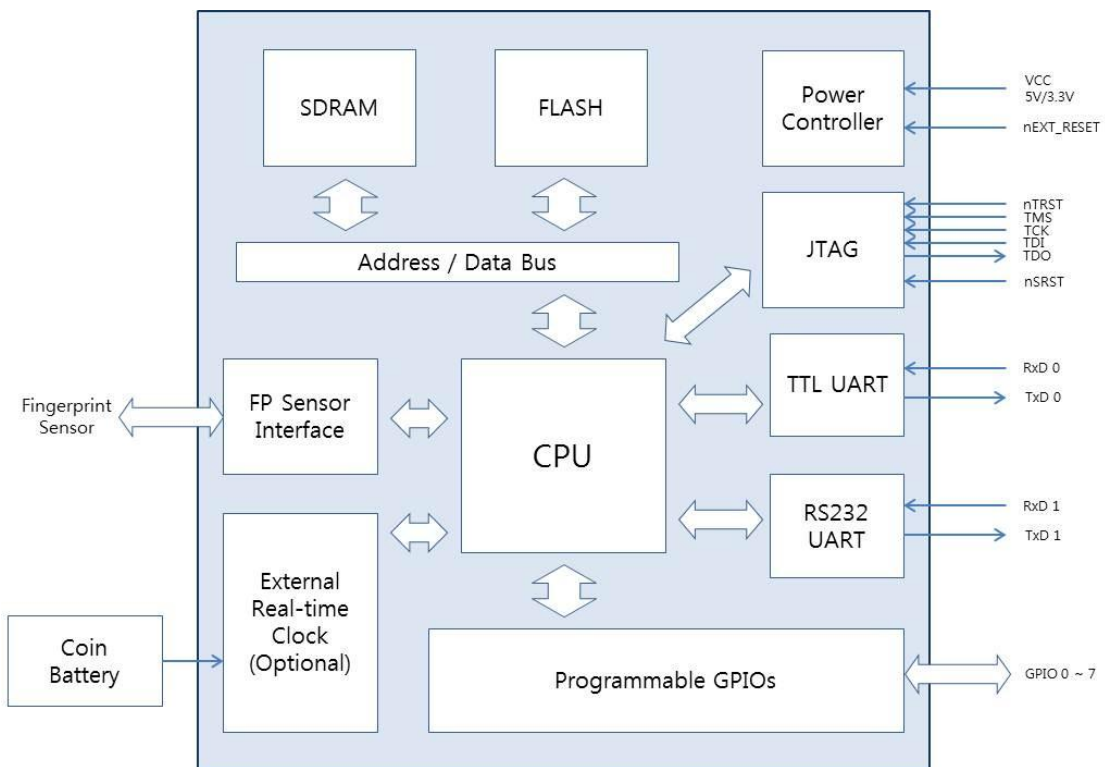 SDRAM
FLASH
Power
Controller
VCC
5V/3.3V
nEXT_RESET
Address / Data Bus
JTAG
nTRST
TMS
TCK
TDI
TDO
nSRST
Fingerprint
Sensor
FP Sensor
Interface
CPU
TTL UART
RxD 0
TxD 0
RS232
UART
RxD 1
TxD 1
Coin
Battery
External
Real-time
Clock
(Optional)
Programmable GPIOs
GPIO 0 ~ 7